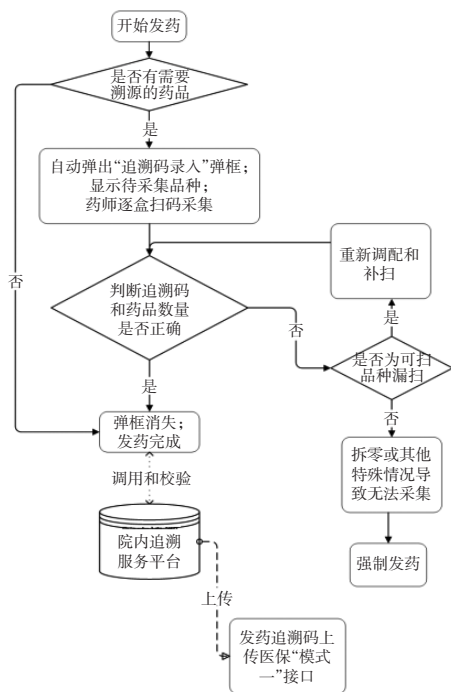 开始发药
是否有需要
溯源的药品
是
自动弹出“追溯码录入”弹框；
显示待采集品种；
药师逐盒扫码采集
重新调配和
补扫
否
判断追溯码
和药品数量
是否正确
否
是
是否为可扫
品种漏扫
是
否
弹框消失；
发药完成
拆零或其他
特殊情况导
致无法采集
调用和校验
院内追溯
服务平台
强制发药
上传
发药追溯码上
传医保“模式
一”接口